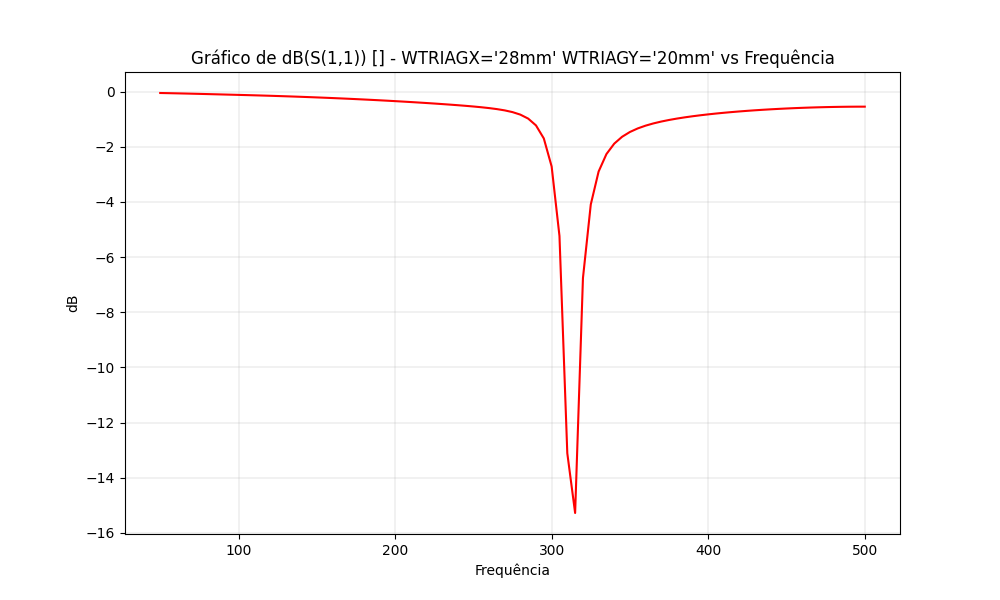 Gráfico de dB(S(1,1)) [] - WTRIAGX='28mm' WTRIAGY='20mm' vs Frequência
0
−2
−4
−6
−8
−10
−12
−14
−16
dB
100 200 300 400 500
Frequência